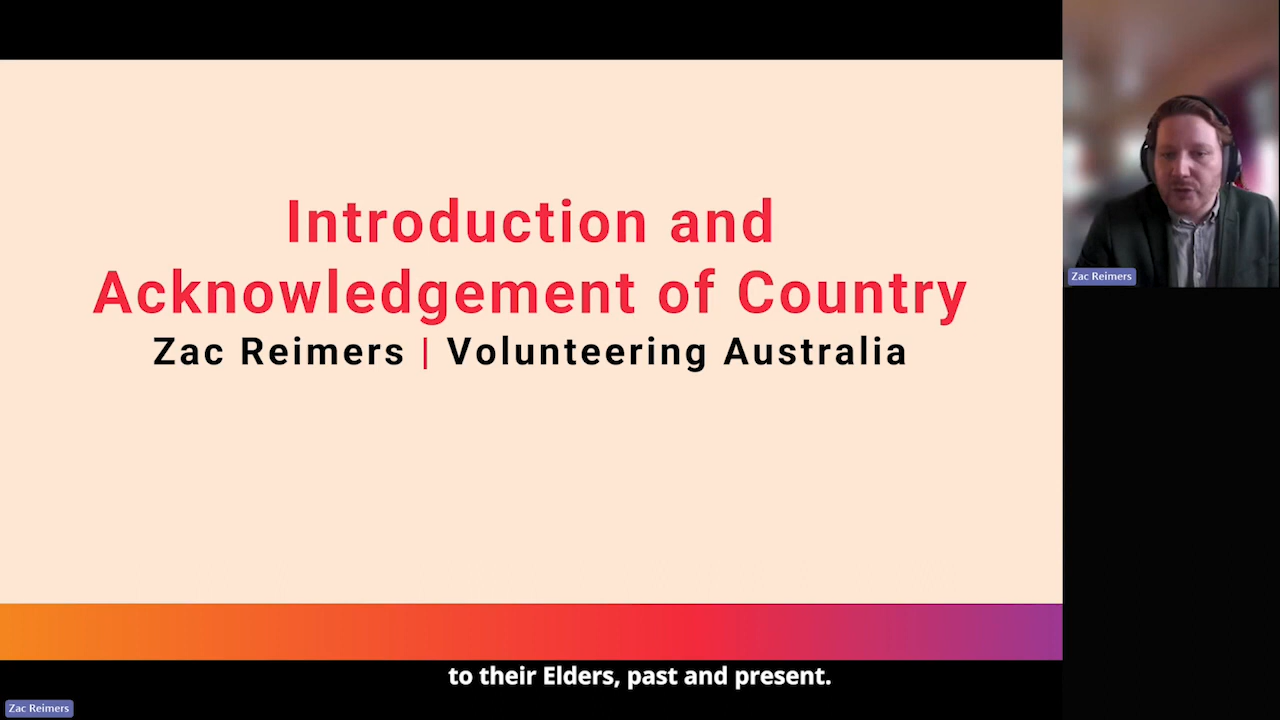 Introduction and
Acknowledgement of Country
Zac Reimers | Volunteering Australia
Zac Reimers
to their Elders, past and present.
Zac Reimers